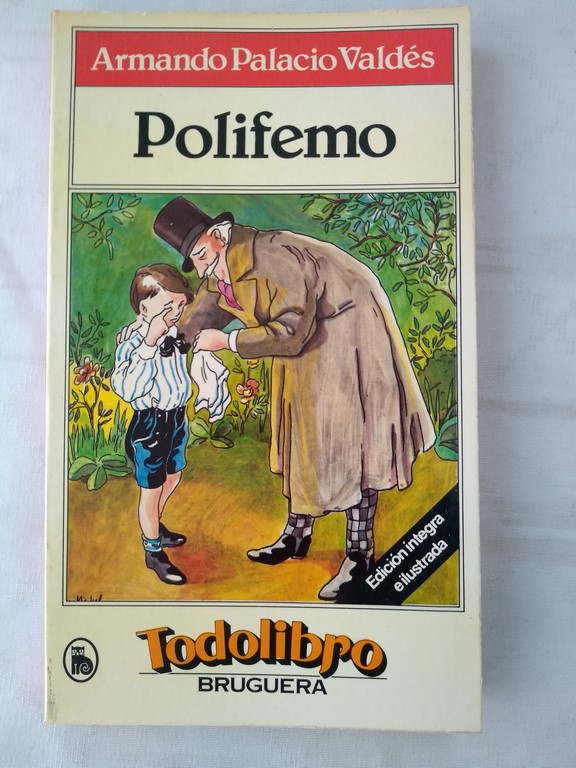 Armando Palacio Valdés
Polifemo
Edición íntegra
e ilustrada
Todolibro
BRUGUERA